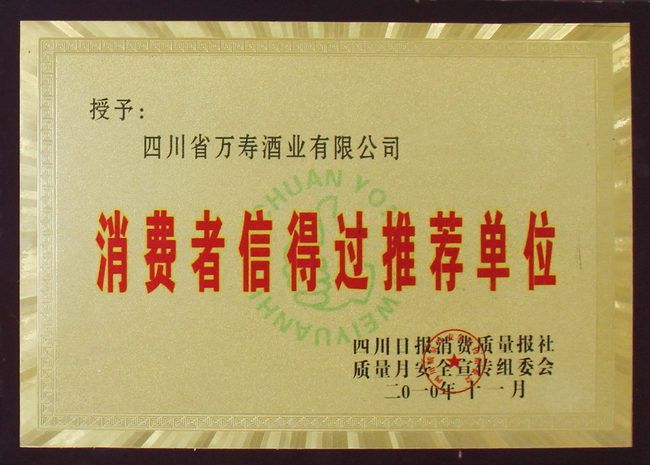 授予：
四川省万寿酒业有限公司
消费者信得过推荐单位
四川日报消费质量报社
质量月安全宣传组委会
二〇一〇年十一月